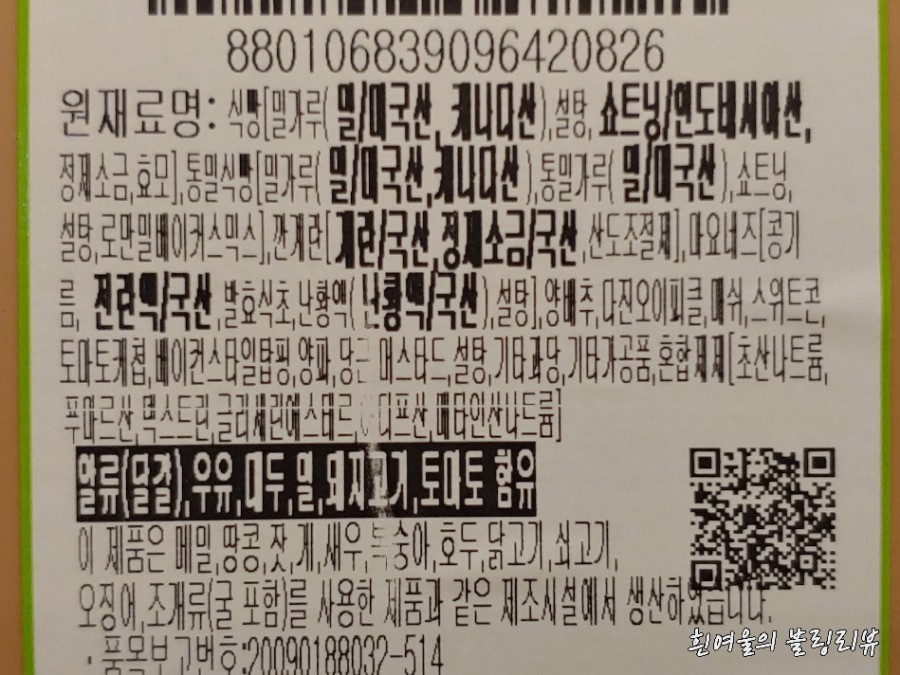 880106839096420826
원재료명: 식빵[밀가루( 밀/미국산, 캐나다산 ),설탕, 쇼트닝/인도네시아산,
정제소금,효모],통밀식빵[밀가루( 밀/미국산,캐나다산 ),통밀가루( 밀/미국산 ),쇼트닝,
설탕,로만밀베이커스믹스],깐계란[ 계란/국산,정제소금/국산,산도조절제],마요네즈[콩기
름, 전란액/국산,발효식초,난황액( 난황액/국산 ),설탕],양배추,다진오이피클,매쉬,스위트콘,
토마토케첩,베이컨스타일탑핑,양파,당근 머스타드,설탕,기타과당,기타가공품,혼합제제[초산나트륨,
푸마르산,덱스트린,글리세린에스테르, 디프산,메타인산나트륨]
알류(달걀),우유,대두,밀,돼지고기,토마토 함유
이 제품은 메밀,땅콩,잣,게,새우,복숭아,호두,닭고기,쇠고기,
오징어,조개류(굴 포함)를 사용한 제품과 같은 제조시설에서 생산하였습니다.
·품목보고번호:20090188032-514
흰여울의 블링리뷰